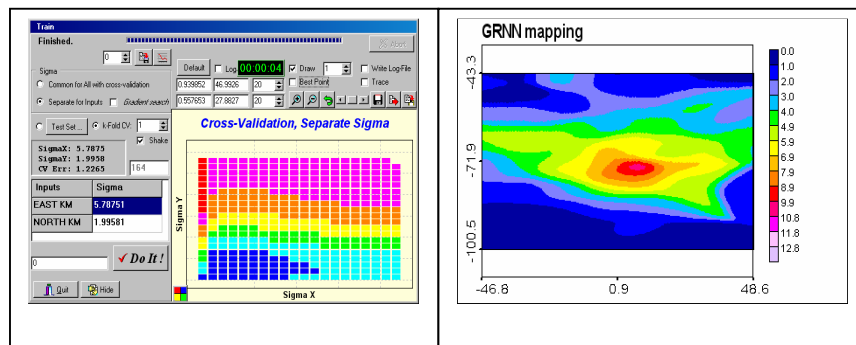 Train
Finished.
Abort
0
Sigma
Default
Log
00:00:04
Draw
1
Write Log-File
Common for All with cross-validation
0.939852
46.9926
20
Best Point
Trace
Separate for Inputs
Gradient search
0.557653
27.8827
20
Test Set ...
k-Fold CV:
1
Shake
SigmaX: 5.7875
SigmaY: 1.9958
CV Err: 1.2265
164
Inputs
Sigma
EAST KM
5.78751
NORTH KM
1.99581
0
Do It !
Quit
Hide
Cross-Validation, Separate Sigma
Sigma Y
Sigma X
GRNN mapping
-43.3
-71.9
-100.5
-46.8
0.9
48.6
0.0
1.0
2.0
3.0
4.0
4.9
5.9
6.9
7.9
8.9
9.9
10.8
11.8
12.8